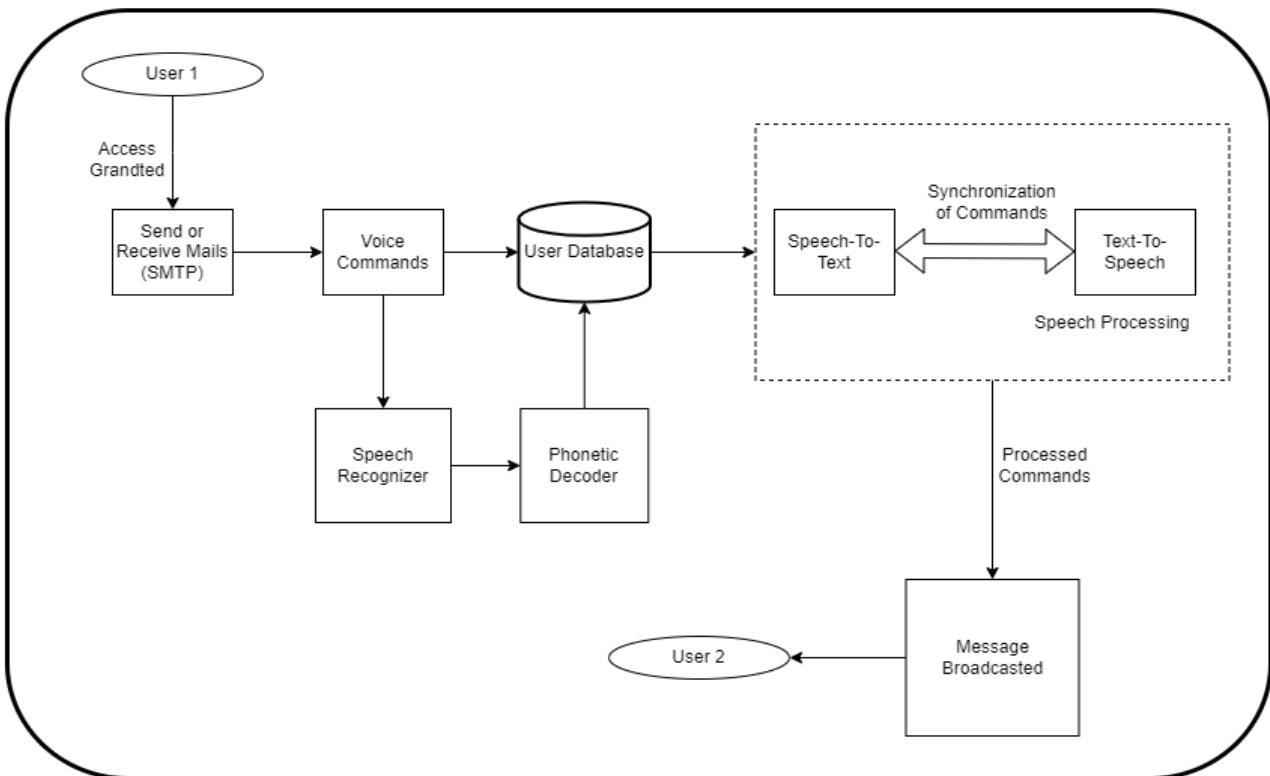 User 1
Access
Grandted
Send or
Receive Mails
(SMTP)
Voice
Commands
User Database
Synchronization
of Commands
Speech-To-
Text
Text-To-
Speech
Speech Processing
Speech
Recognizer
Phonetic
Decoder
Processed
Commands
Message
Broadcasted
User 2